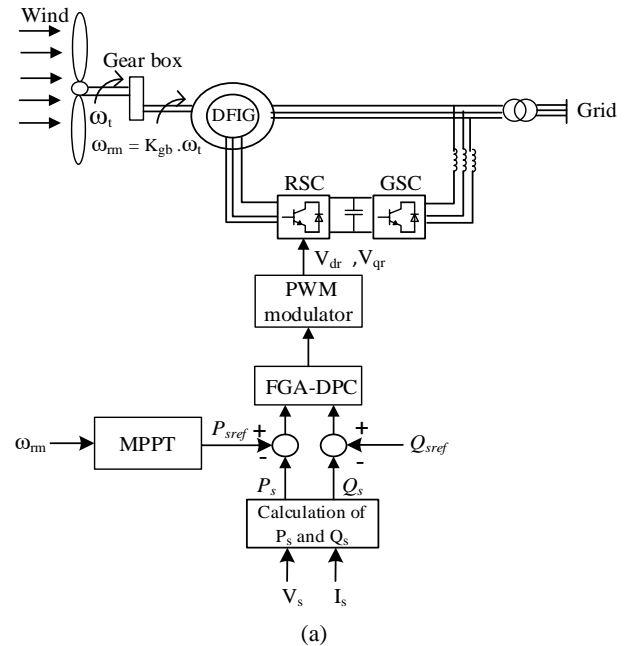 Wind
Gear box
ωt
ωrm = Kgb .ωt
DFIG
Grid
RSC
GSC
Vdr ,Vqr
PWM
modulator
FGA-DPC
ωrm
MPPT
Psref
+
-
+
-
Qsref
Ps
Qs
Calculation of
Ps and Qs
Vs
Is
(a)